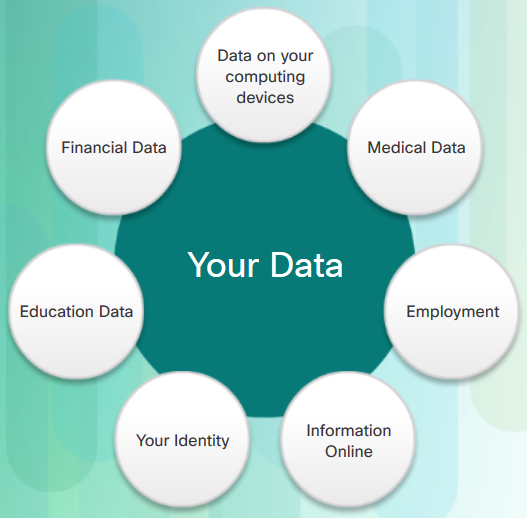 Data on your
computing
devices
Financial Data
Medical Data
Your Data
Education Data
Employment
Your Identity
Information
Online